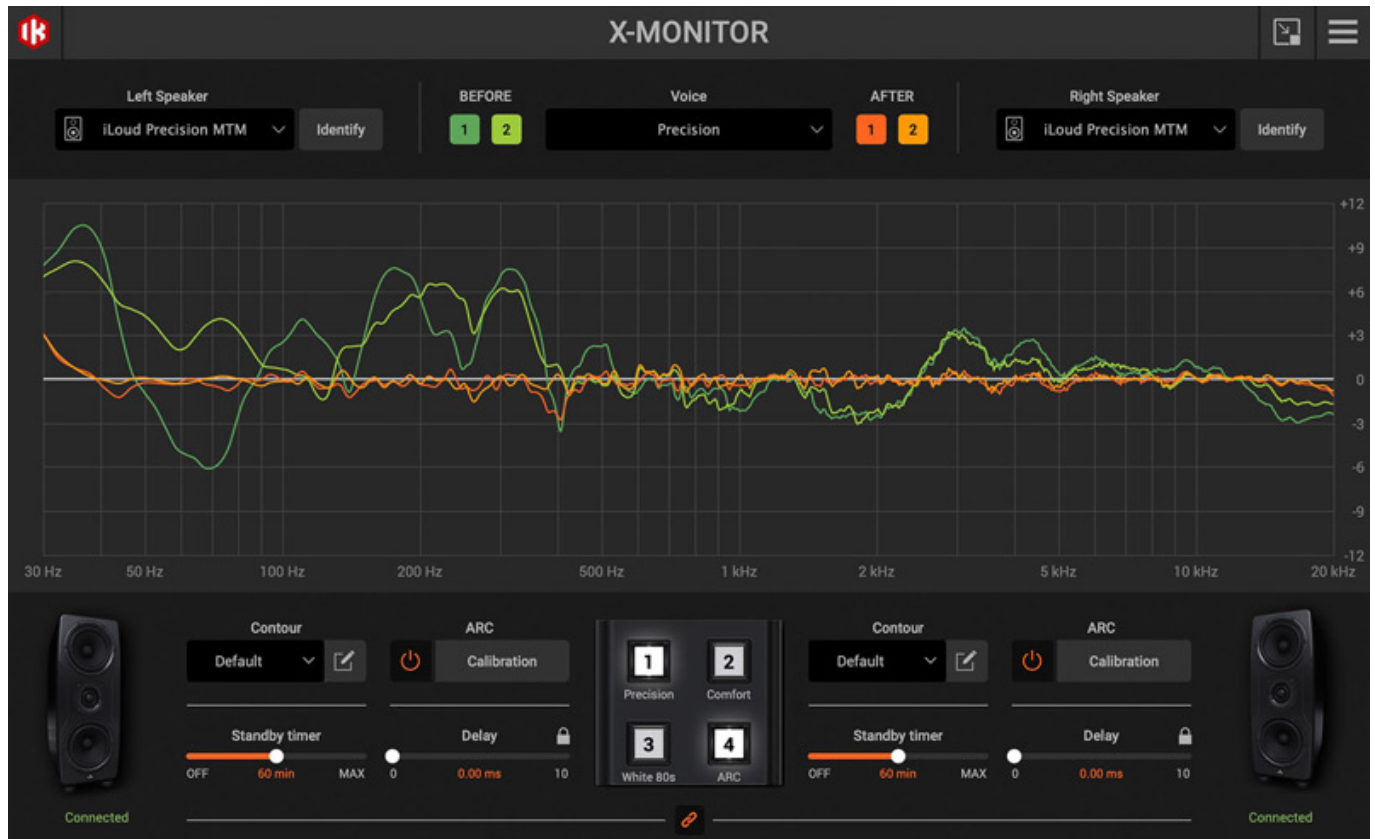 IK
X-MONITOR
Left Speaker
iLoud Precision MTM
Identify
BEFORE
1 2
Voice
Precision
AFTER
1 2
Right Speaker
iLoud Precision MTM
Identify
+12
+9
+6
+3
0
-3
-6
-9
-12
30 Hz 50 Hz 100 Hz 200 Hz 500 Hz 1 kHz 2 kHz 5 kHz 10 kHz 20 kHz
Contour
Default
ARC
Calibration
Standby timer
OFF 60 min MAX
Delay
0 0.00 ms 10
Connected
1 2
Precision Comfort
3 4
White 80s ARC
Contour
Default
ARC
Calibration
Standby timer
OFF 60 min MAX
Delay
0 0.00 ms 10
Connected